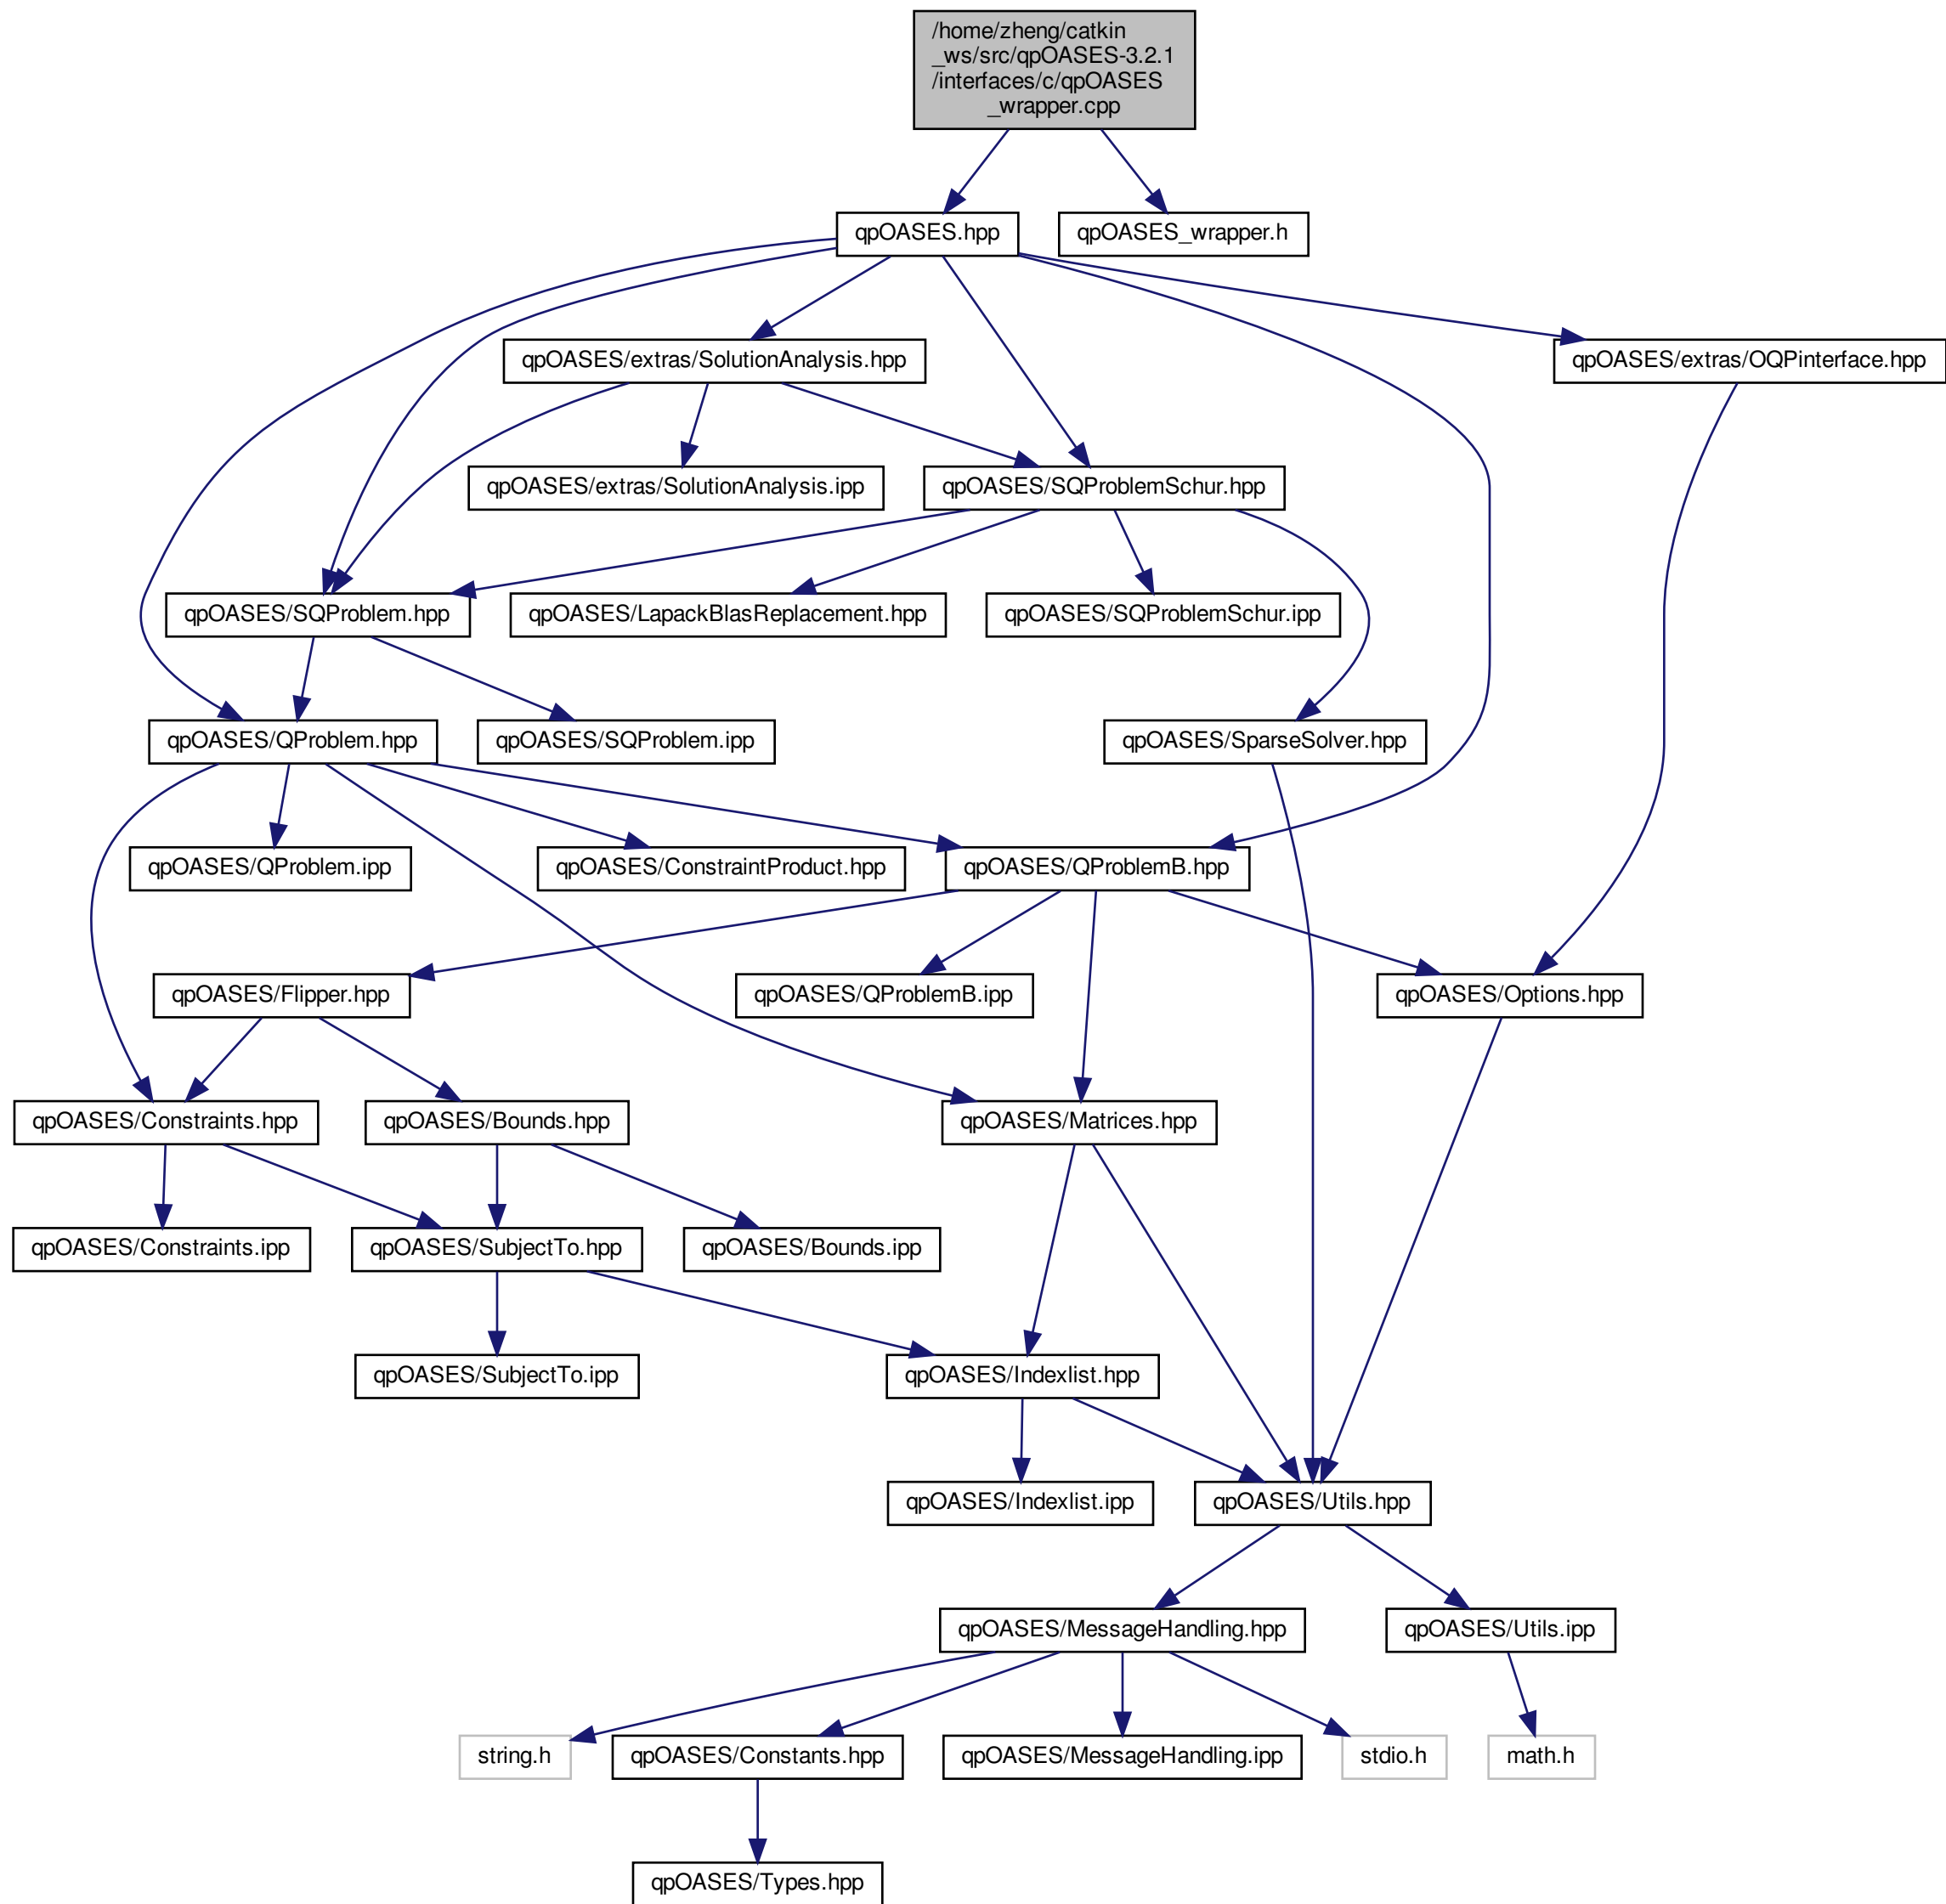 /home/zheng/catkin
_ws/src/qpOASES-3.2.1
/interfaces/c/qpOASES
_wrapper.cpp
qpOASES.hpp
qpOASES_wrapper.h
qpOASES/extras/SolutionAnalysis.hpp
qpOASES/extras/OQPinterface.hpp
qpOASES/extras/SolutionAnalysis.ipp
qpOASES/SQProblemSchur.hpp
qpOASES/SQProblem.hpp
qpOASES/LapackBlasReplacement.hpp
qpOASES/SQProblemSchur.ipp
qpOASES/QProblem.hpp
qpOASES/SQProblem.ipp
qpOASES/SparseSolver.hpp
qpOASES/QProblem.ipp
qpOASES/ConstraintProduct.hpp
qpOASES/QProblemB.hpp
qpOASES/Flipper.hpp
qpOASES/QProblemB.ipp
qpOASES/Options.hpp
qpOASES/Constraints.hpp
qpOASES/Bounds.hpp
qpOASES/Matrices.hpp
qpOASES/Constraints.ipp
qpOASES/SubjectTo.hpp
qpOASES/Bounds.ipp
qpOASES/SubjectTo.ipp
qpOASES/Indexlist.hpp
qpOASES/Indexlist.ipp
qpOASES/Utils.hpp
qpOASES/MessageHandling.hpp
qpOASES/Utils.ipp
string.h
qpOASES/Constants.hpp
qpOASES/MessageHandling.ipp
stdio.h
math.h
qpOASES/Types.hpp